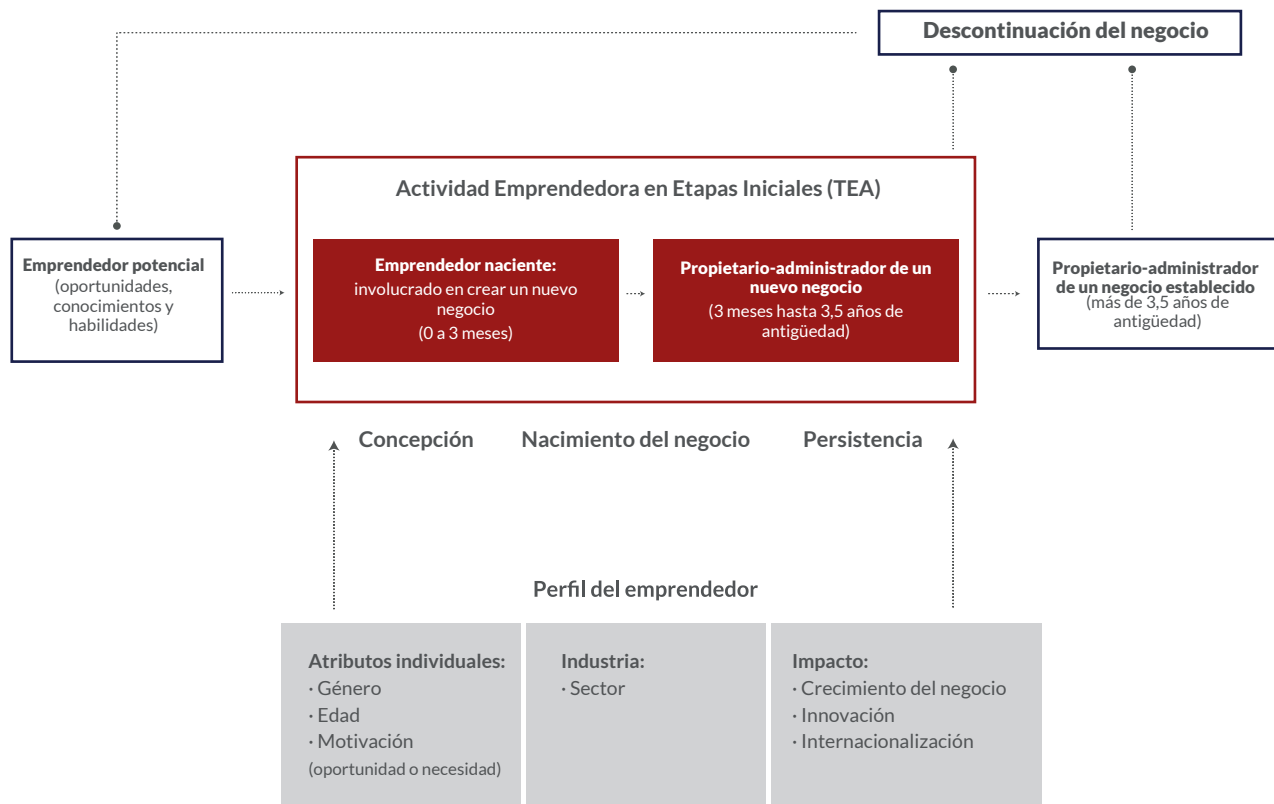 Descontinuación del negocio
Actividad Emprendedora en Etapas Iniciales (TEA)
Emprendedor potencial
(oportunidades,
conocimientos y
habilidades)
Emprendedor naciente:
involucrado en crear un nuevo
negocio
(0 a 3 meses)
Propietario-administrador de un
nuevo negocio
(3 meses hasta 3,5 años de
antigüedad)
Propietario-administrador
de un negocio establecido
(más de 3,5 años de
antigüedad)
Concepción
Nacimiento del negocio
Persistencia
Perfil del emprendedor
Atributos individuales:
· Género
· Edad
· Motivación
(oportunidad o necesidad)
Industria:
· Sector
Impacto:
· Crecimiento del negocio
· Innovación
· Internacionalización